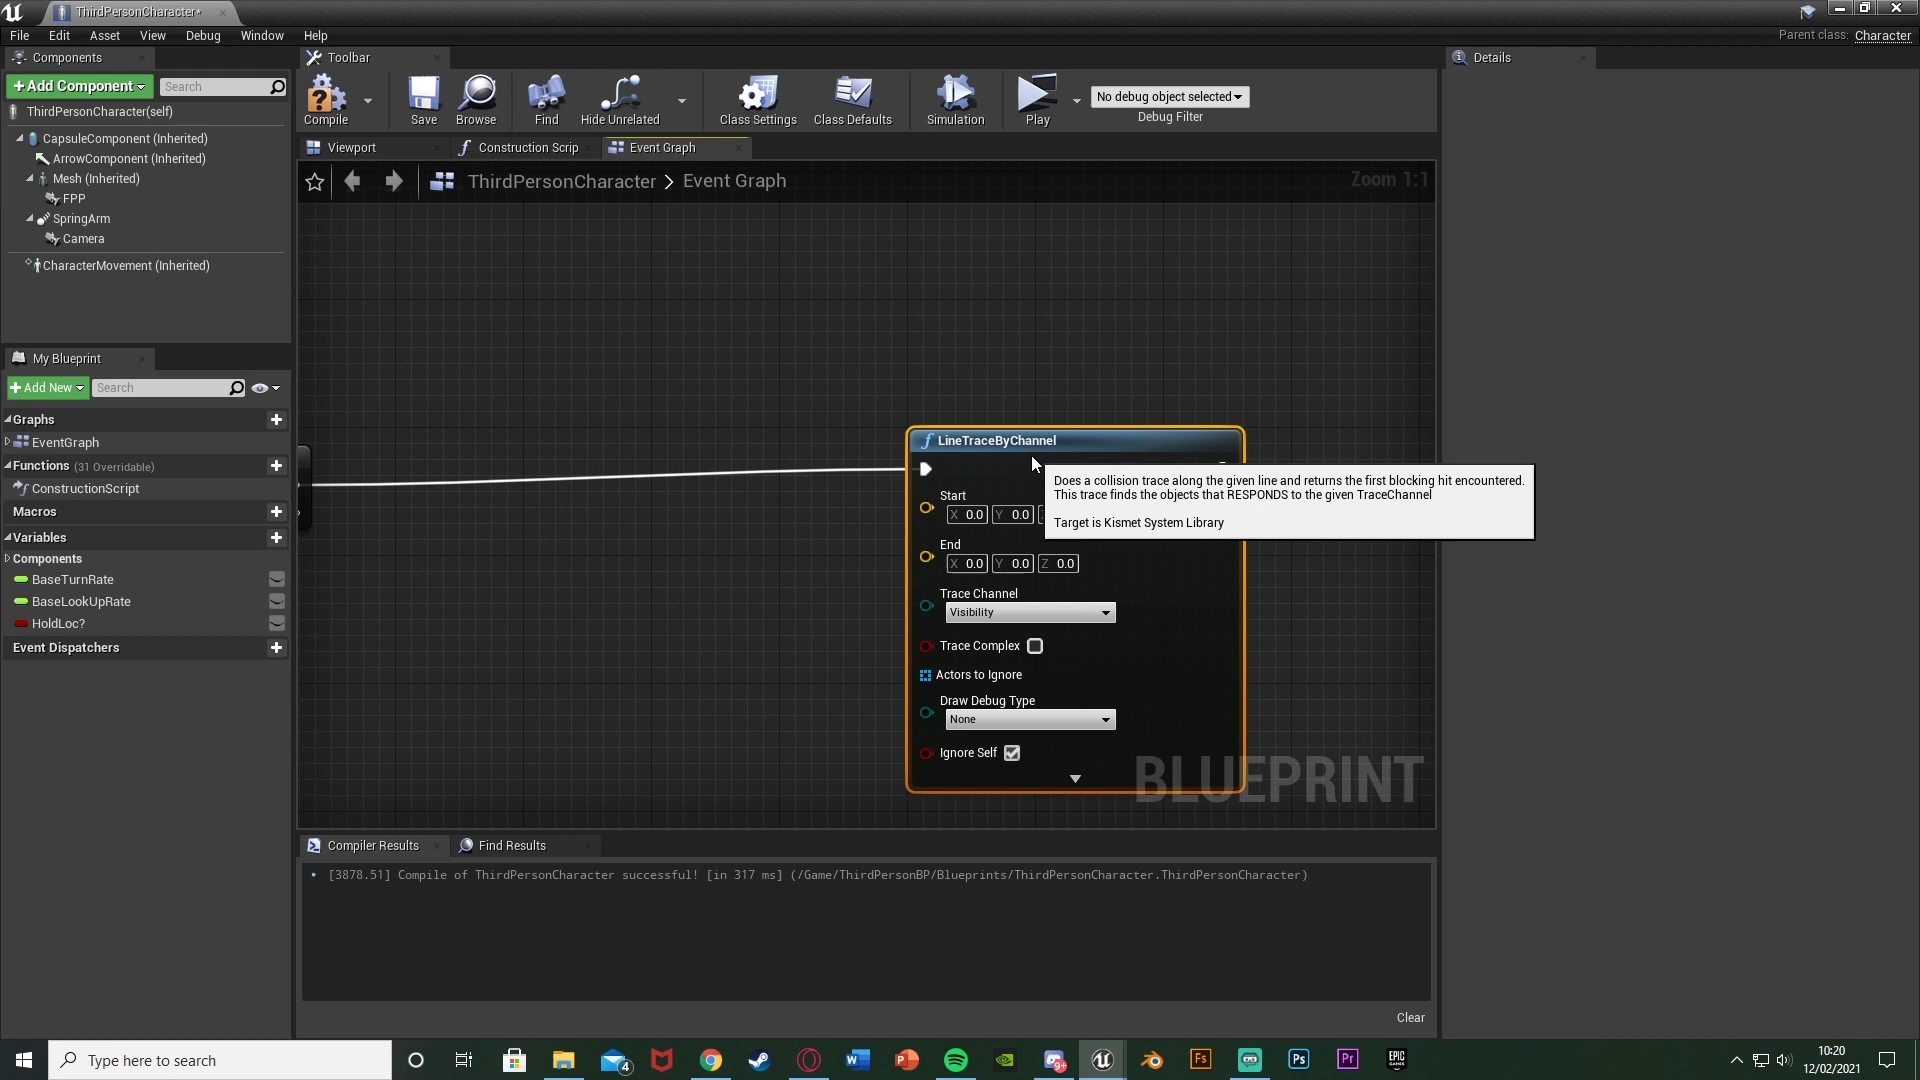 ThirdPersonCharacter*
File Edit Asset View Debug Window Help
Parent class: Character
Components
Add Component
Search
ThirdPersonCharacter(self)
CapsuleComponent (Inherited)
ArrowComponent (Inherited)
Mesh (Inherited)
FPP
SpringArm
Camera
CharacterMovement (Inherited)
My Blueprint
Add New
Search
Graphs
EventGraph
Functions (31 Overridable)
ConstructionScript
Macros
Variables
Components
BaseTurnRate
BaseLookUpRate
HoldLoc?
Event Dispatchers
Toolbar
Compile
Save
Browse
Find
Hide Unrelated
Class Settings
Class Defaults
Simulation
Play
No debug object selected
Debug Filter
Viewport
Construction Scrip
Event Graph
ThirdPersonCharacter > Event Graph
Zoom 1:1
LineTraceByChannel
Does a collision trace along the given line and returns the first blocking hit encountered.
This trace finds the objects that RESPONDS to the given TraceChannel
Target is Kismet System Library
Start
X 0.0 Y 0.0
End
X 0.0 Y 0.0 Z 0.0
Trace Channel
Visibility
Trace Complex
Actors to Ignore
Draw Debug Type
None
Ignore Self
BLUEPRINT
Compiler Results
Find Results
[3878.51] Compile of ThirdPersonCharacter successful! [in 317 ms] (/Game/ThirdPersonBP/Blueprints/ThirdPersonCharacter.ThirdPersonCharacter)
Clear
Details
Type here to search
4
W
P
9+
Fs
Ps
Pr
EPIC
GAMES
10:20
12/02/2021